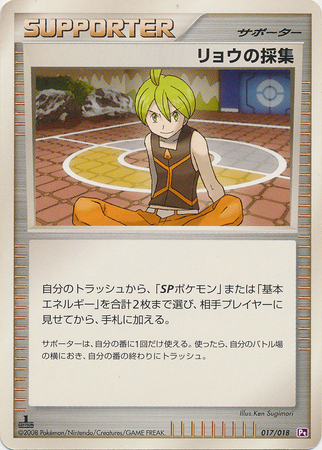 SUPPORTER
サポーター
リョウの採集
自分のトラッシュから、「SPポケモン」または「基本
エネルギー」を合計2枚まで選び、相手プレイヤーに
見せてから、手札に加える。
サポーターは、自分の番に1回だけ使える。使ったら、自分のバトル場
の横におき、自分の番の終わりにトラッシュ。
Illus. Ken Sugimori
1
©2008 Pokémon/Nintendo/Creatures/GAME FREAK.
017/018